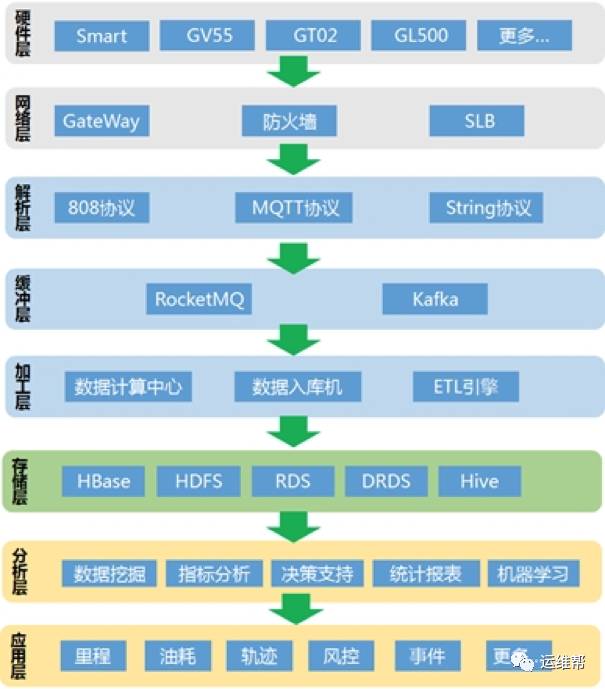 硬件层
Smart GV55 GT02 GL500 更多...
网络层
GateWay 防火墙 SLB
解析层
808协议 MQTT协议 String协议
缓冲层
RocketMQ Kafka
加工层
数据计算中心 数据入库机 ETL引擎
存储层
HBase HDFS RDS DRDS Hive
分析层
数据挖掘 指标分析 决策支持 统计报表 机器学习
应用层
里程 油耗 轨迹 风控 事件 更多...
运维帮